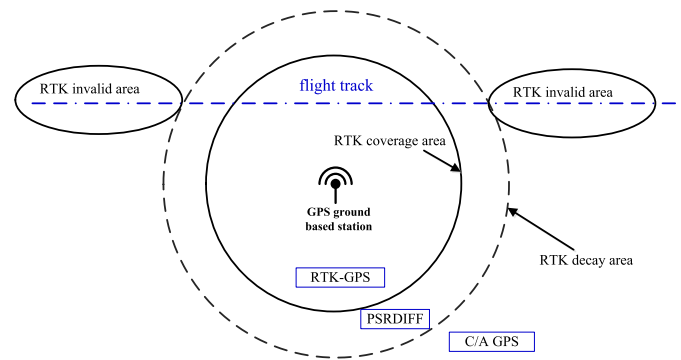 RTK invalid area
RTK invalid area
flight track
RTK coverage area
GPS ground
based station
RTK decay area
RTK-GPS
PSRDIFF
C/A GPS